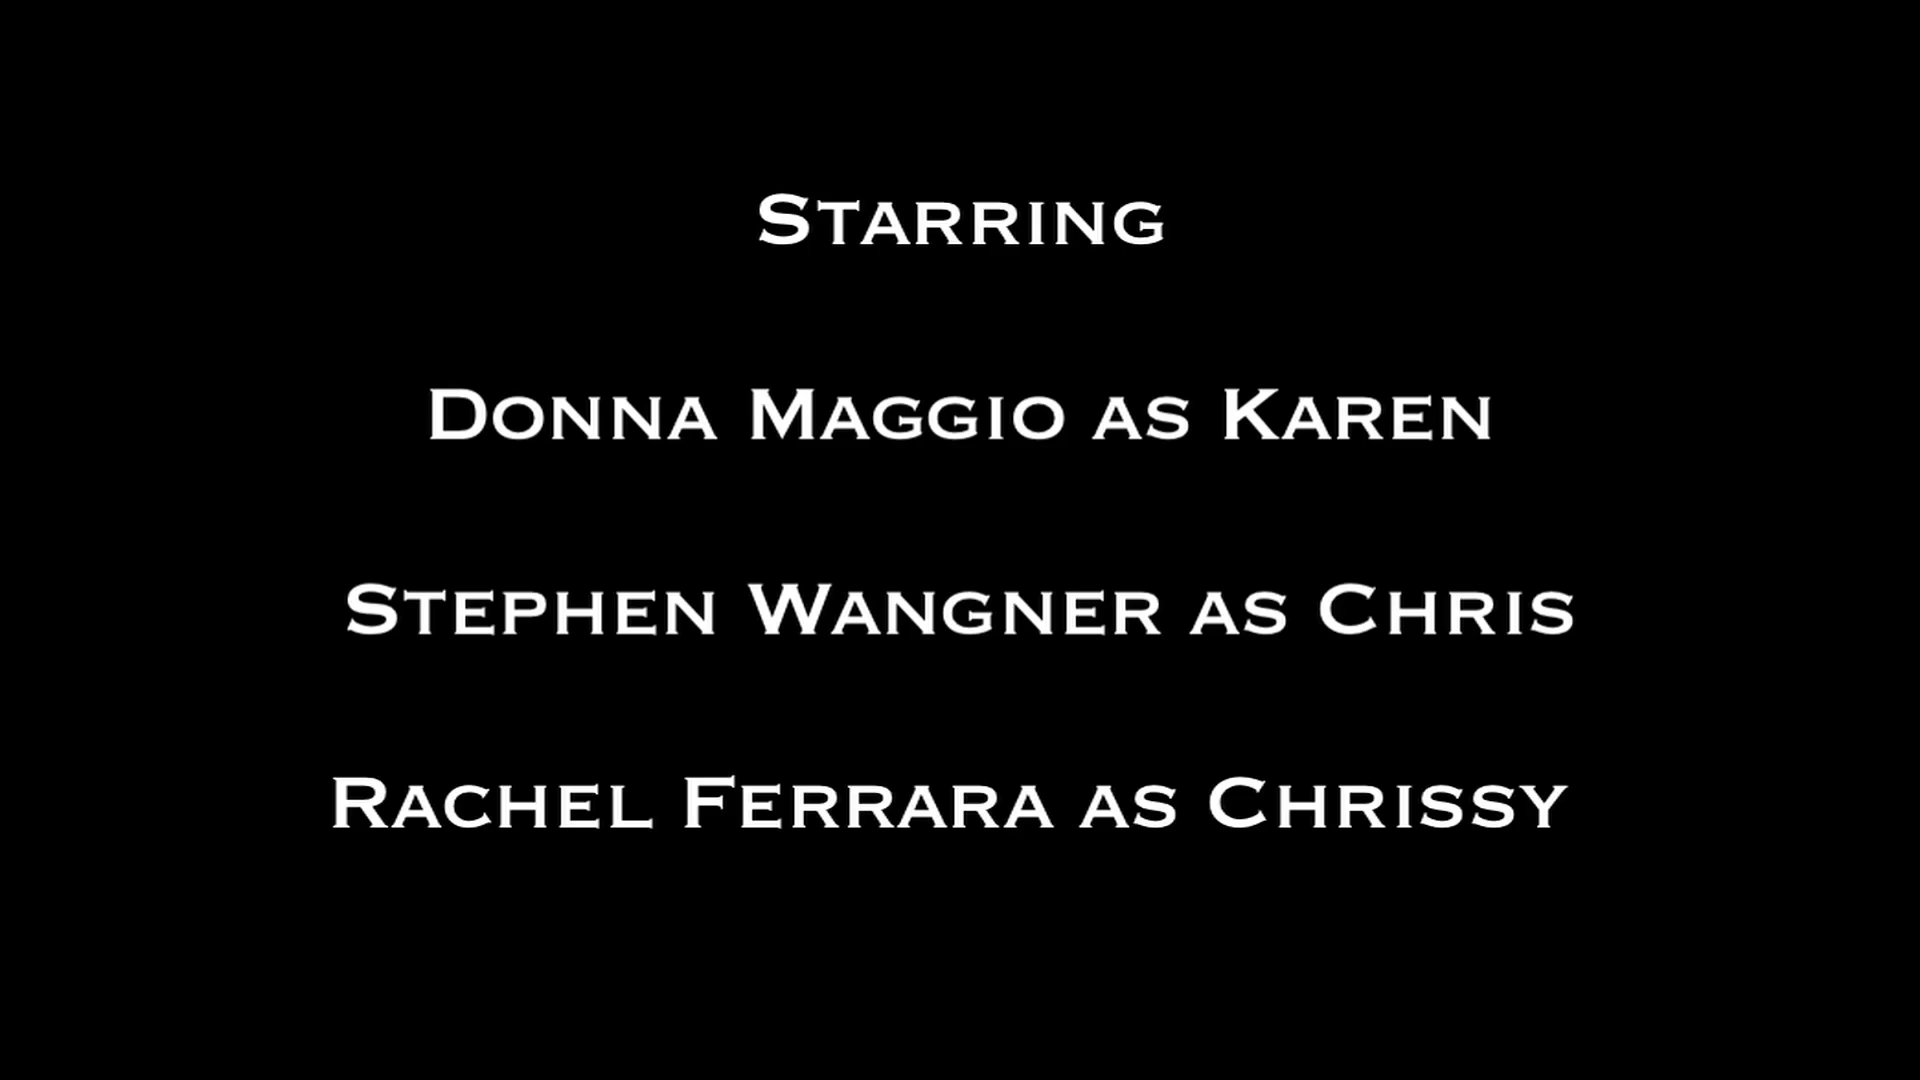 Starring
Donna Maggio as Karen
Stephen Wangner as Chris
Rachel Ferrara as Chrissy